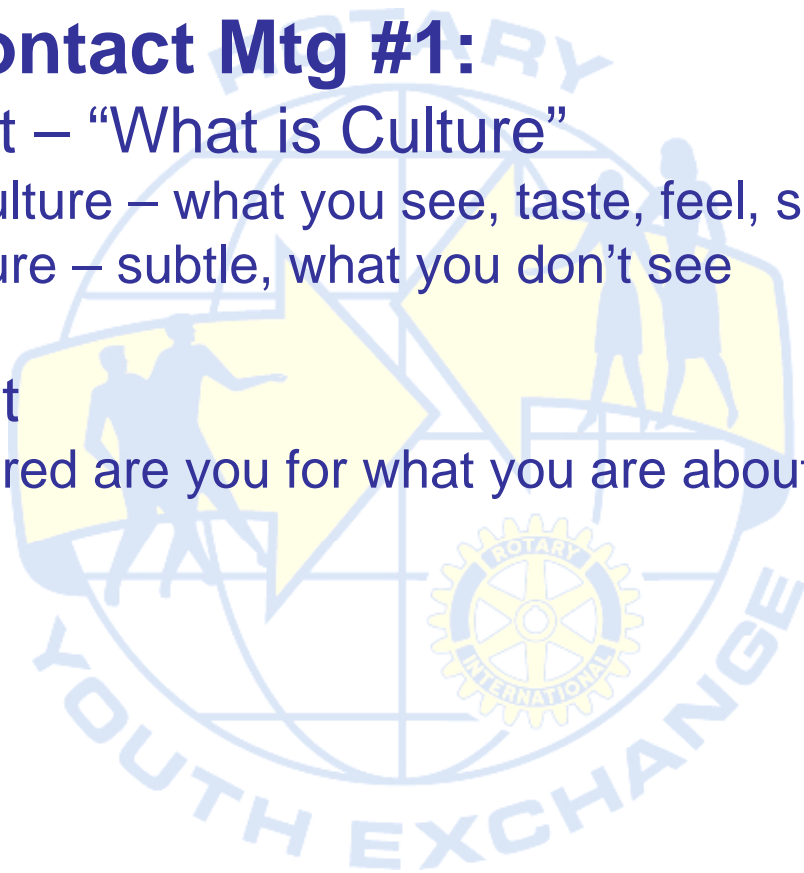 ontact Mtg #1:
t – “What is Culture”
ulture – what you see, taste, feel, s
ure – subtle, what you don’t see
t
red are you for what you are about
ROTARY
YOUTH EXCHANGE
ROTARY
INTERNATIONAL